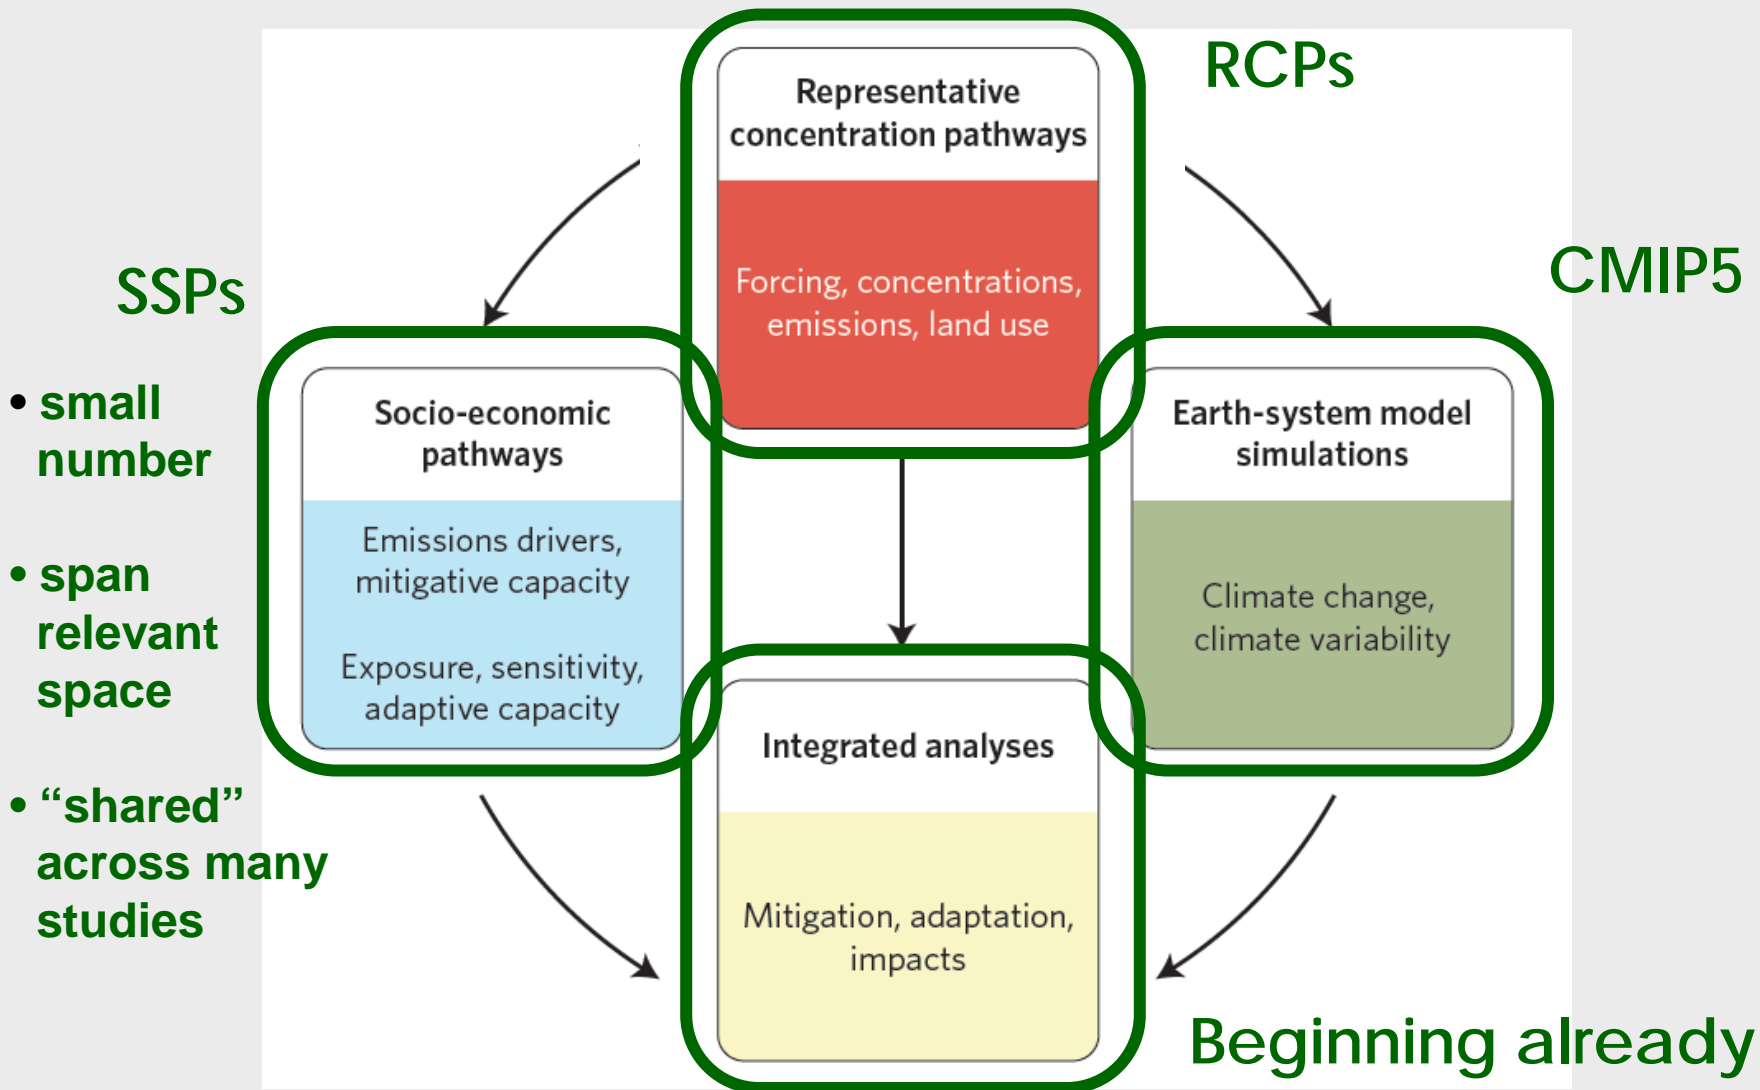 RCPs
Representative
concentration pathways
Forcing, concentrations,
emissions, land use
SSPs
• small
number
• span
relevant
space
• “shared”
across many
studies
Socio-economic
pathways
Emissions drivers,
mitigative capacity
Exposure, sensitivity,
adaptive capacity
CMIP5
Earth-system model
simulations
Climate change,
climate variability
Integrated analyses
Mitigation, adaptation,
impacts
Beginning already